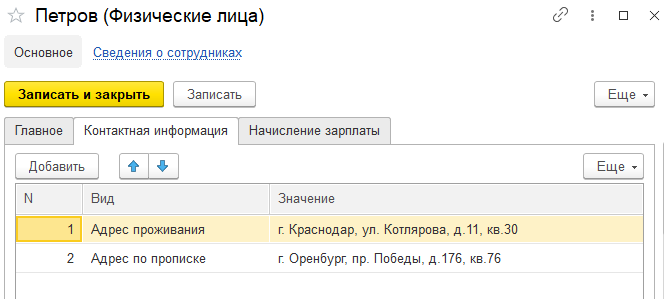 Петров (Физические лица)
Основное Сведения о сотрудниках
Записать и закрыть Записать Еще
Главное Контактная информация Начисление зарплаты
Добавить Еще
N Вид Значение
1 Адрес проживания г. Краснодар, ул. Котлярова, д.11, кв.30
2 Адрес по прописке г. Оренбург, пр. Победы, д.176, кв.76